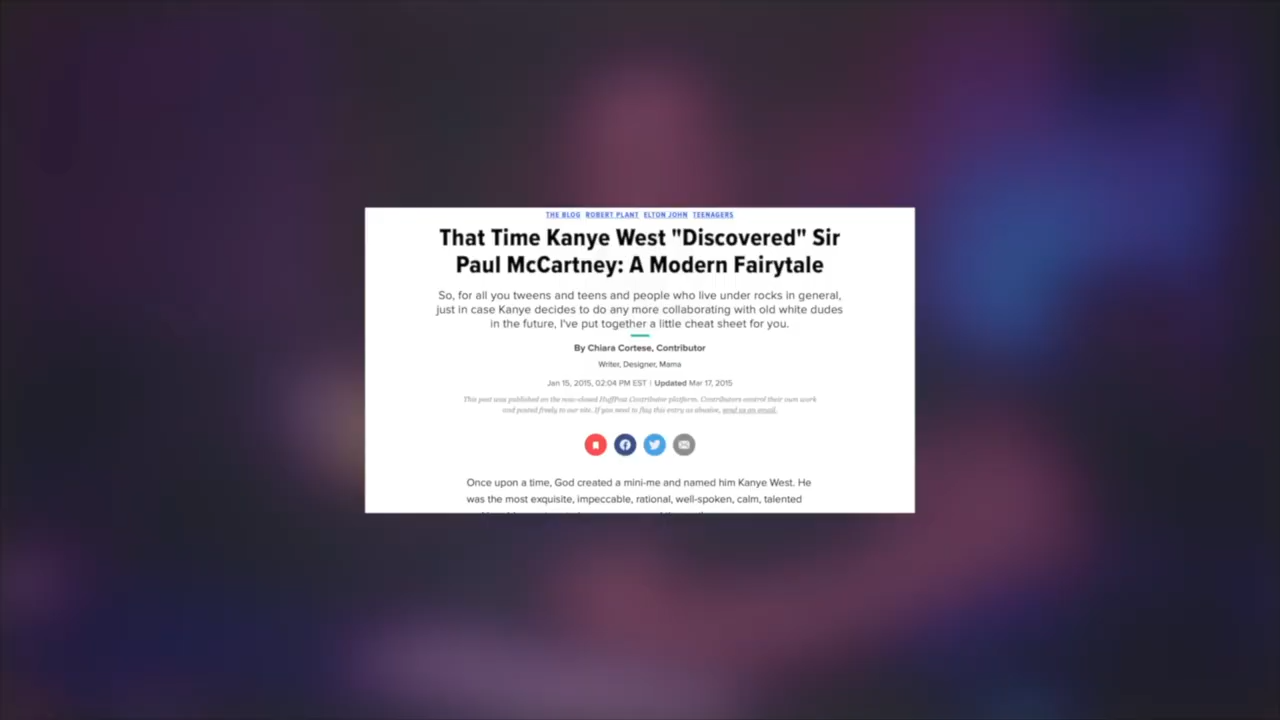 THE BLOG ROBERT PLANT ELTON JOHN TEENAGERS
That Time Kanye West "Discovered" Sir
Paul McCartney: A Modern Fairytale
So, for all you tweens and teens and people who live under rocks in general,
just in case Kanye decides to do any more collaborating with old white dudes
in the future, I've put together a little cheat sheet for you.
By Chiara Cortese, Contributor
Writer, Designer, Mama
Jan 15, 2015, 02:04 PM EST | Updated Mar 17, 2015
This post was published on the now-closed HuffPost Contributor platform. Contributors control their own work
and posted freely to our site. If you need to flag this entry as abusive, send us an email.
Once upon a time, God created a mini-me and named him Kanye West. He
was the most exquisite, impeccable, rational, well-spoken, calm, talented